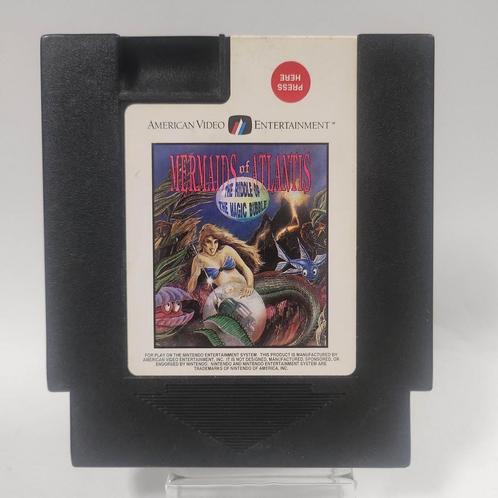 PRESS
HERE
AMERICAN VIDEO ENTERTAINMENT™
MERMAIDS of ATLANTIS
THE RIDDLE OF
THE MAGIC BUBBLE
FOR PLAY ON THE NINTENDO ENTERTAINMENT SYSTEM. THIS PRODUCT IS MANUFACTURED BY
AMERICAN VIDEO ENTERTAINMENT, INC. IT IS NOT DESIGNED, MANUFACTURED, SPONSORED, OR
ENDORSED BY NINTENDO. NINTENDO AND NINTENDO ENTERTAINMENT SYSTEM ARE
TRADEMARKS OF NINTENDO OF AMERICA, INC.